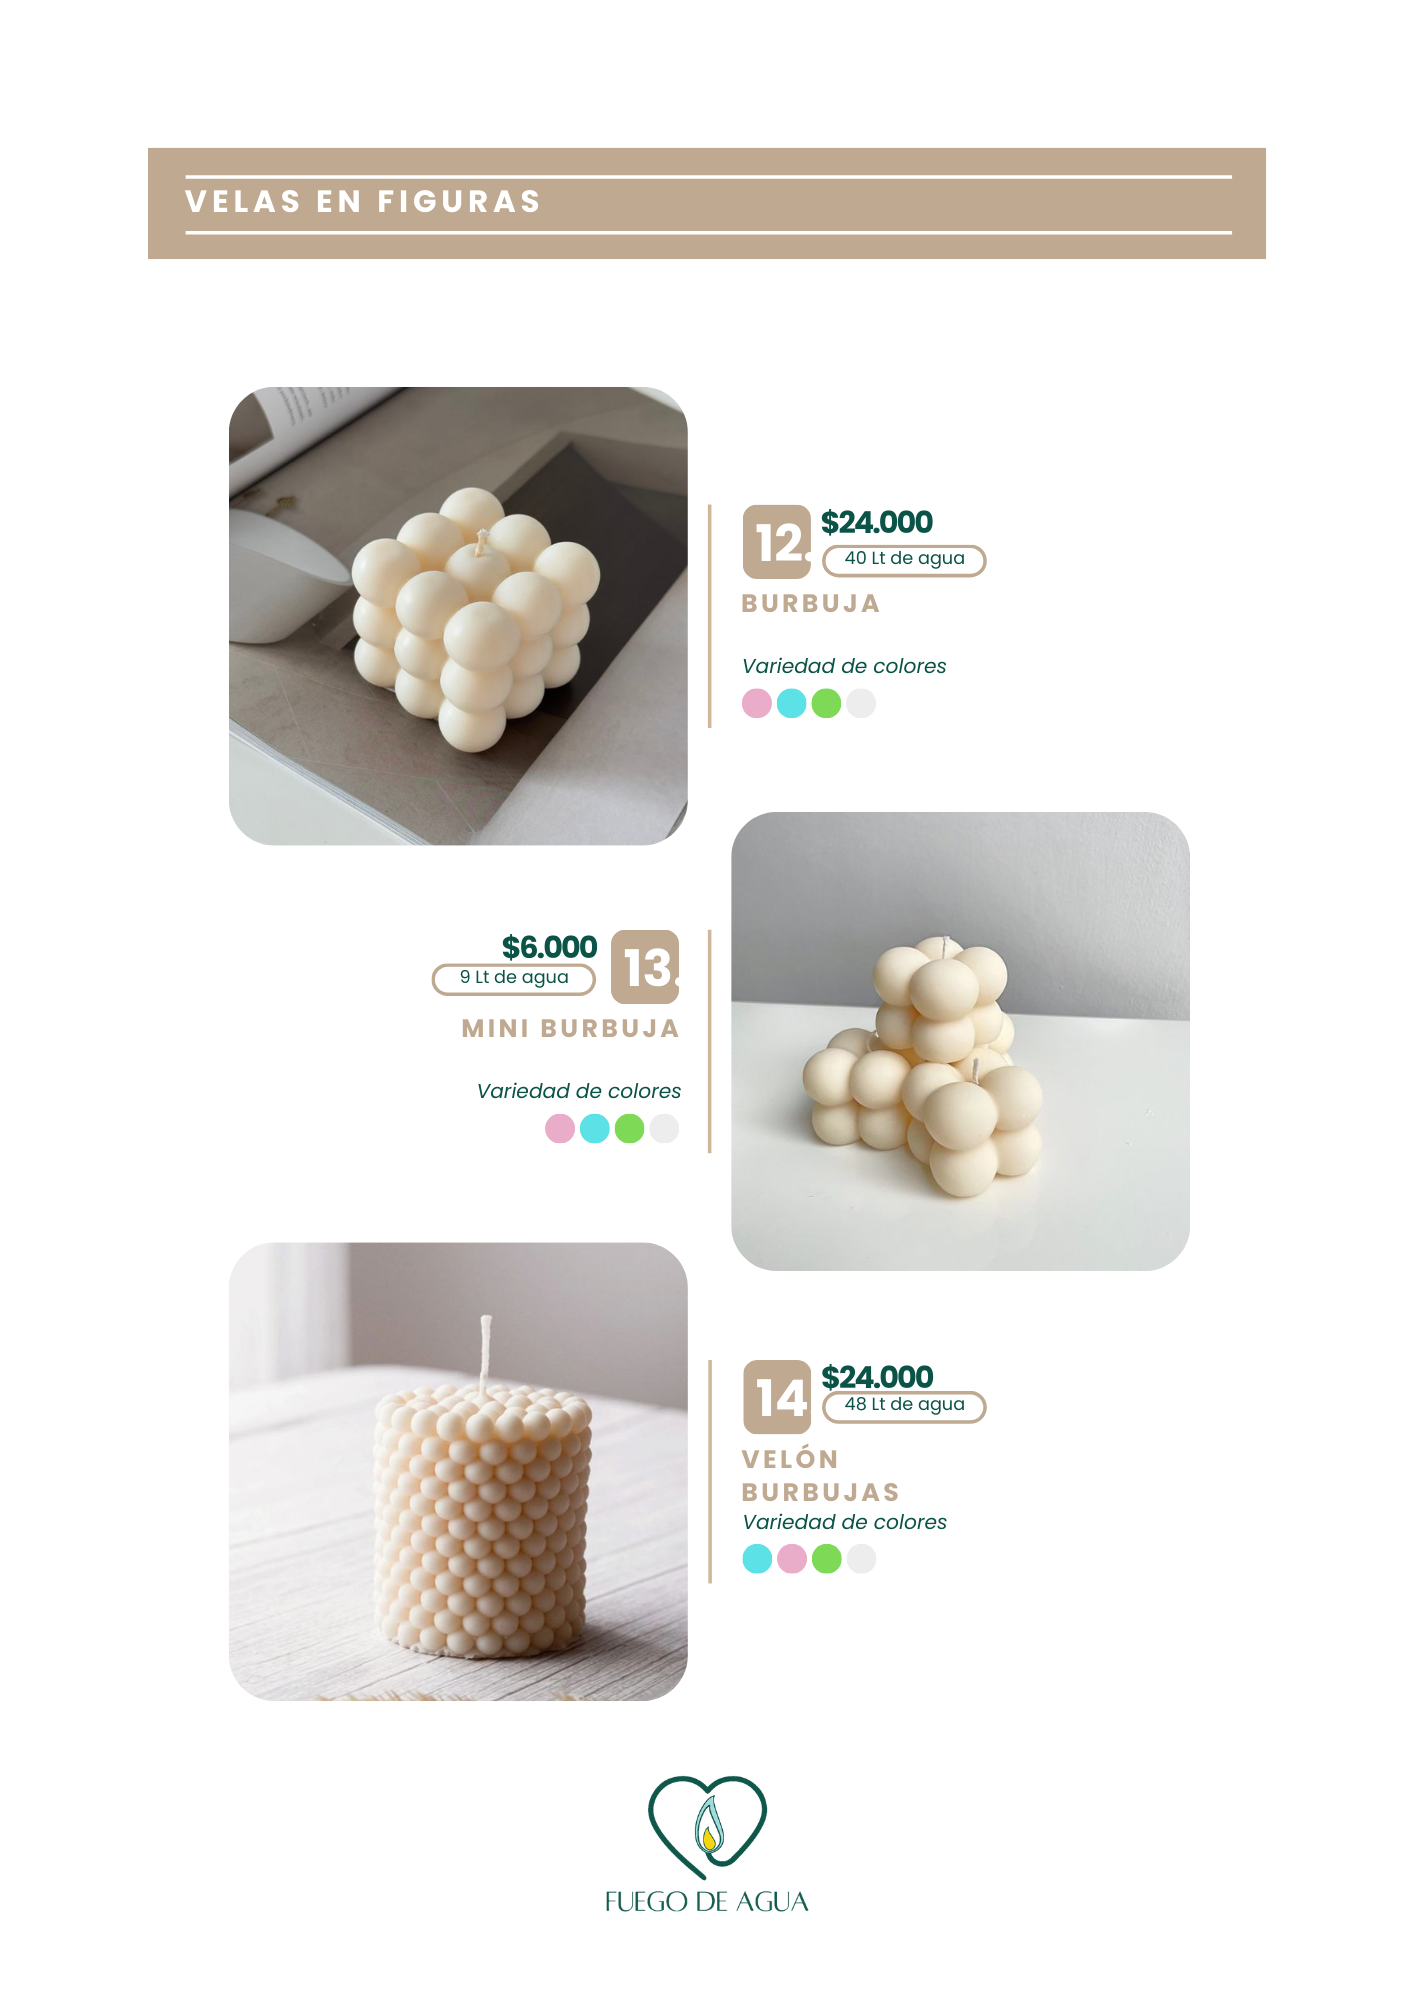 VELAS EN FIGURAS
12.
$24.000
40 Lt de agua
BURBUJA
Variedad de colores
$6.000
13.
9 Lt de agua
MINI BURBUJA
Variedad de colores
14
$24.000
48 Lt de agua
VELÓN
BURBUJAS
Variedad de colores
FUEGO DE AGUA